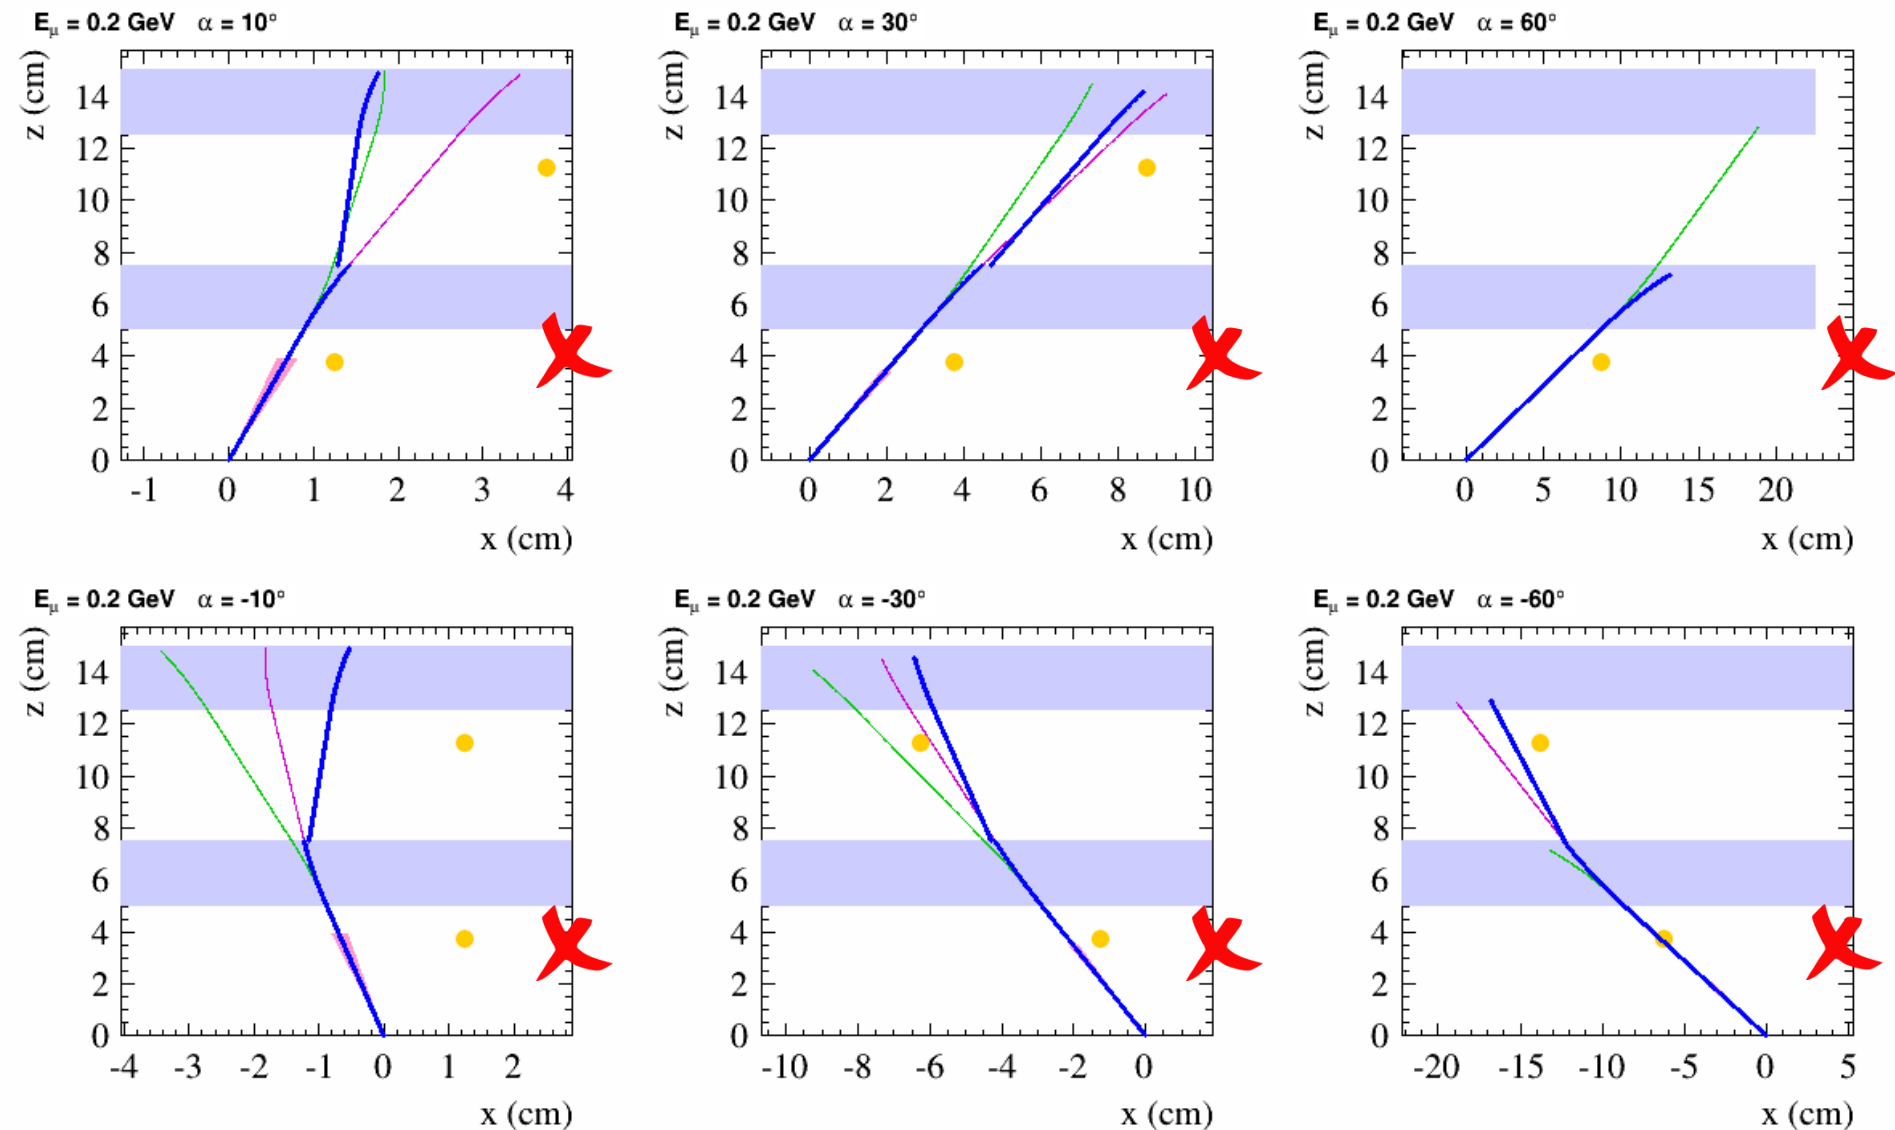 E_μ = 0.2 GeV α = 10°
E_μ = 0.2 GeV α = 30°
E_μ = 0.2 GeV α = 60°
z (cm)
14
12
10
8
6
4
2
0
-1 0 1 2 3 4
x (cm)
z (cm)
14
12
10
8
6
4
2
0
0 2 4 6 8 10
x (cm)
z (cm)
14
12
10
8
6
4
2
0
0 5 10 15 20
x (cm)
E_μ = 0.2 GeV α = -10°
E_μ = 0.2 GeV α = -30°
E_μ = 0.2 GeV α = -60°
z (cm)
14
12
10
8
6
4
2
0
-4 -3 -2 -1 0 1 2
x (cm)
z (cm)
14
12
10
8
6
4
2
0
-10 -8 -6 -4 -2 0
x (cm)
z (cm)
14
12
10
8
6
4
2
0
-20 -15 -10 -5 0 5
x (cm)